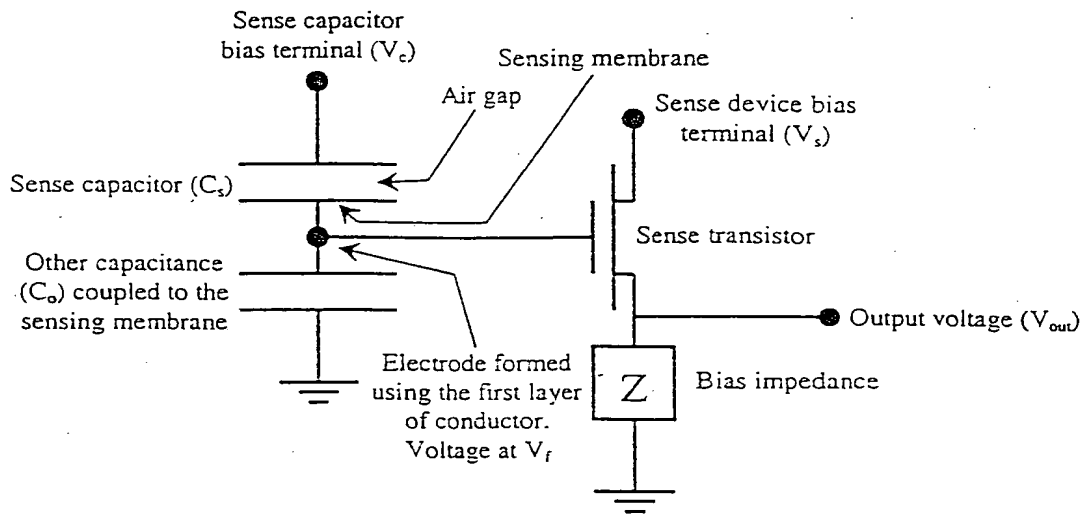 Sense capacitor
bias terminal (Vc)
Sensing membrane
Air gap
Sense device bias
terminal (Vs)
Sense capacitor (Cs)
Sense transistor
Other capacitance
(Co) coupled to the
sensing membrane
Output voltage (Vout)
Electrode formed
using the first layer
of conductor.
Voltage at Vf
Z
Bias impedance